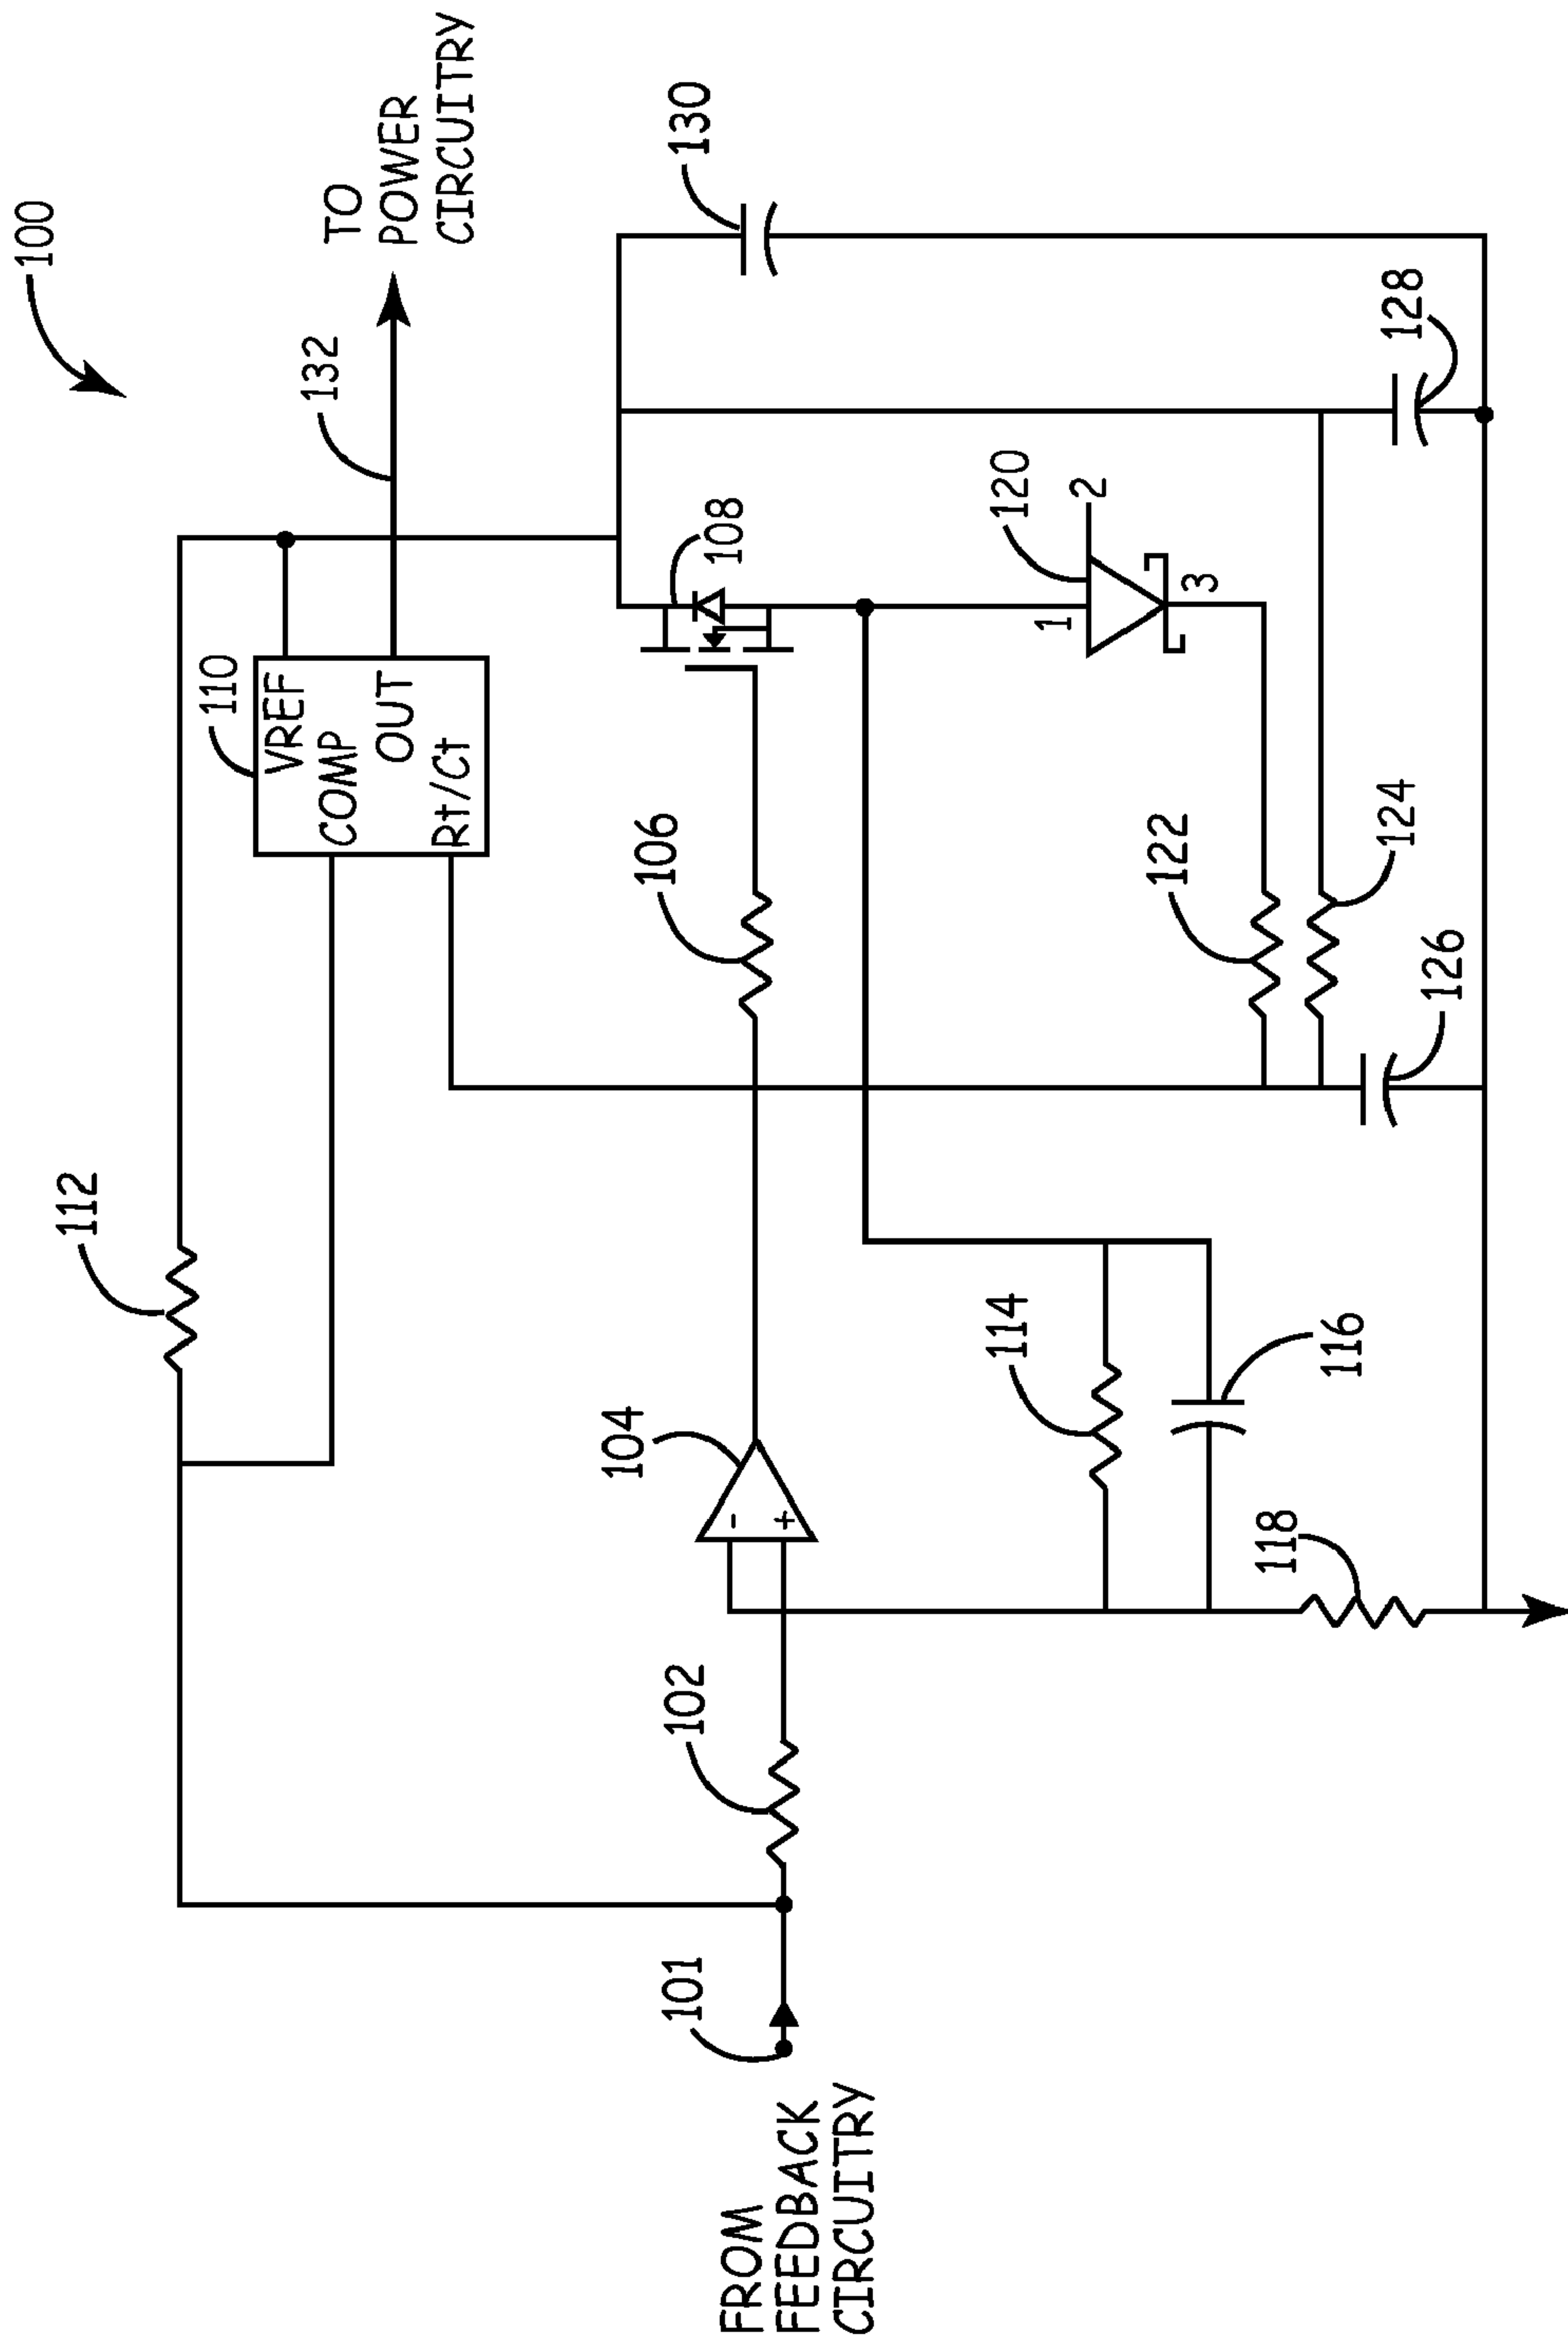 100
112
110
132
TO
POWER
CIRCUITRY
VREF
COMP
OUT
Rt/Ct
FROM
FEEDBACK
CIRCUITRY
101
102
104
-
+
106
108
130
114
116
118
1
120
2
3
122
124
126
128